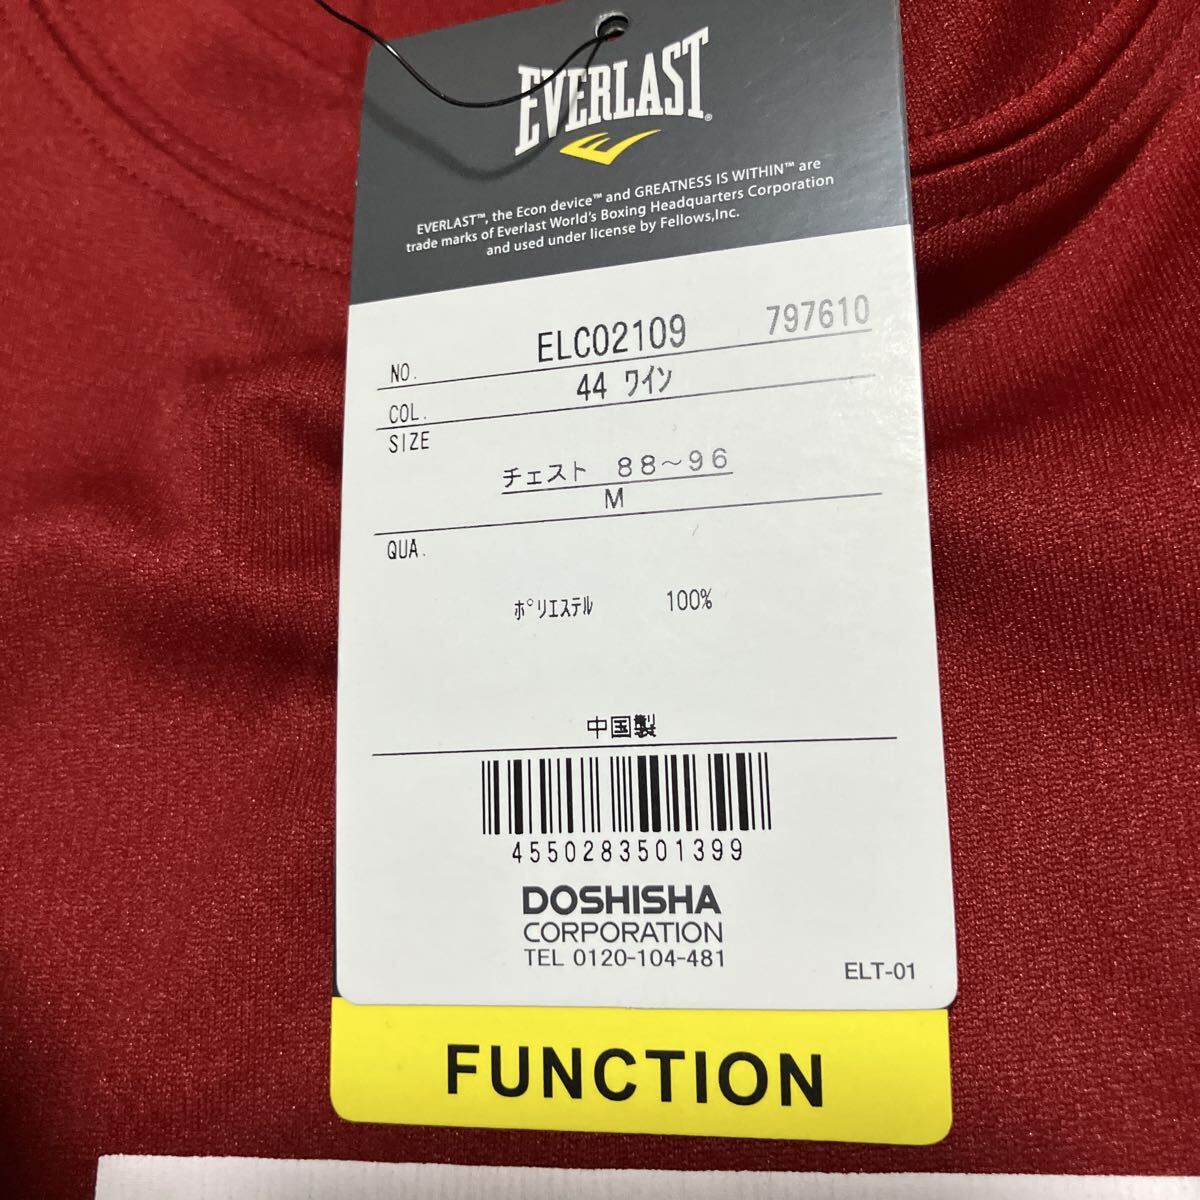 EVERLAST®
EVERLAST™, the Econ device™ and GREATNESS IS WITHIN™ are
trade marks of Everlast World's Boxing Headquarters Corporation
and used under license by Fellows,Inc.
NO. ELC02109 797610
COL. 44 ワイン
SIZE
チェスト 88～96
M
QUA.
ポリエステル 100%
中国製
4550283501399
DOSHISHA
CORPORATION
TEL 0120-104-481
ELT-01
FUNCTION